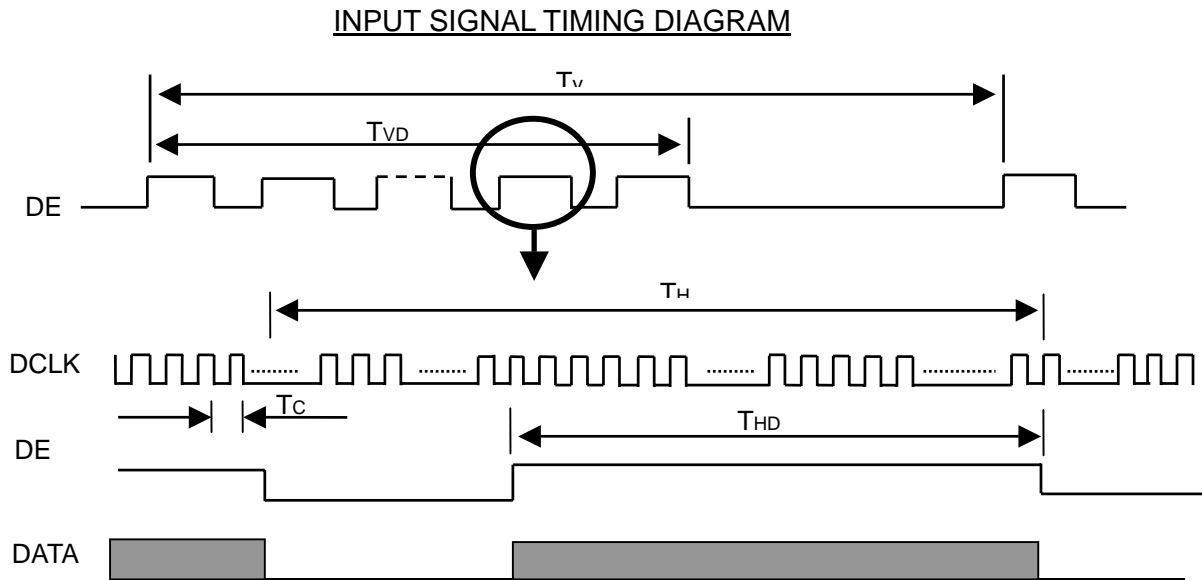 INPUT SIGNAL TIMING DIAGRAM
TV
TVD
DE
TH
DCLK
TC
THD
DE
DATA